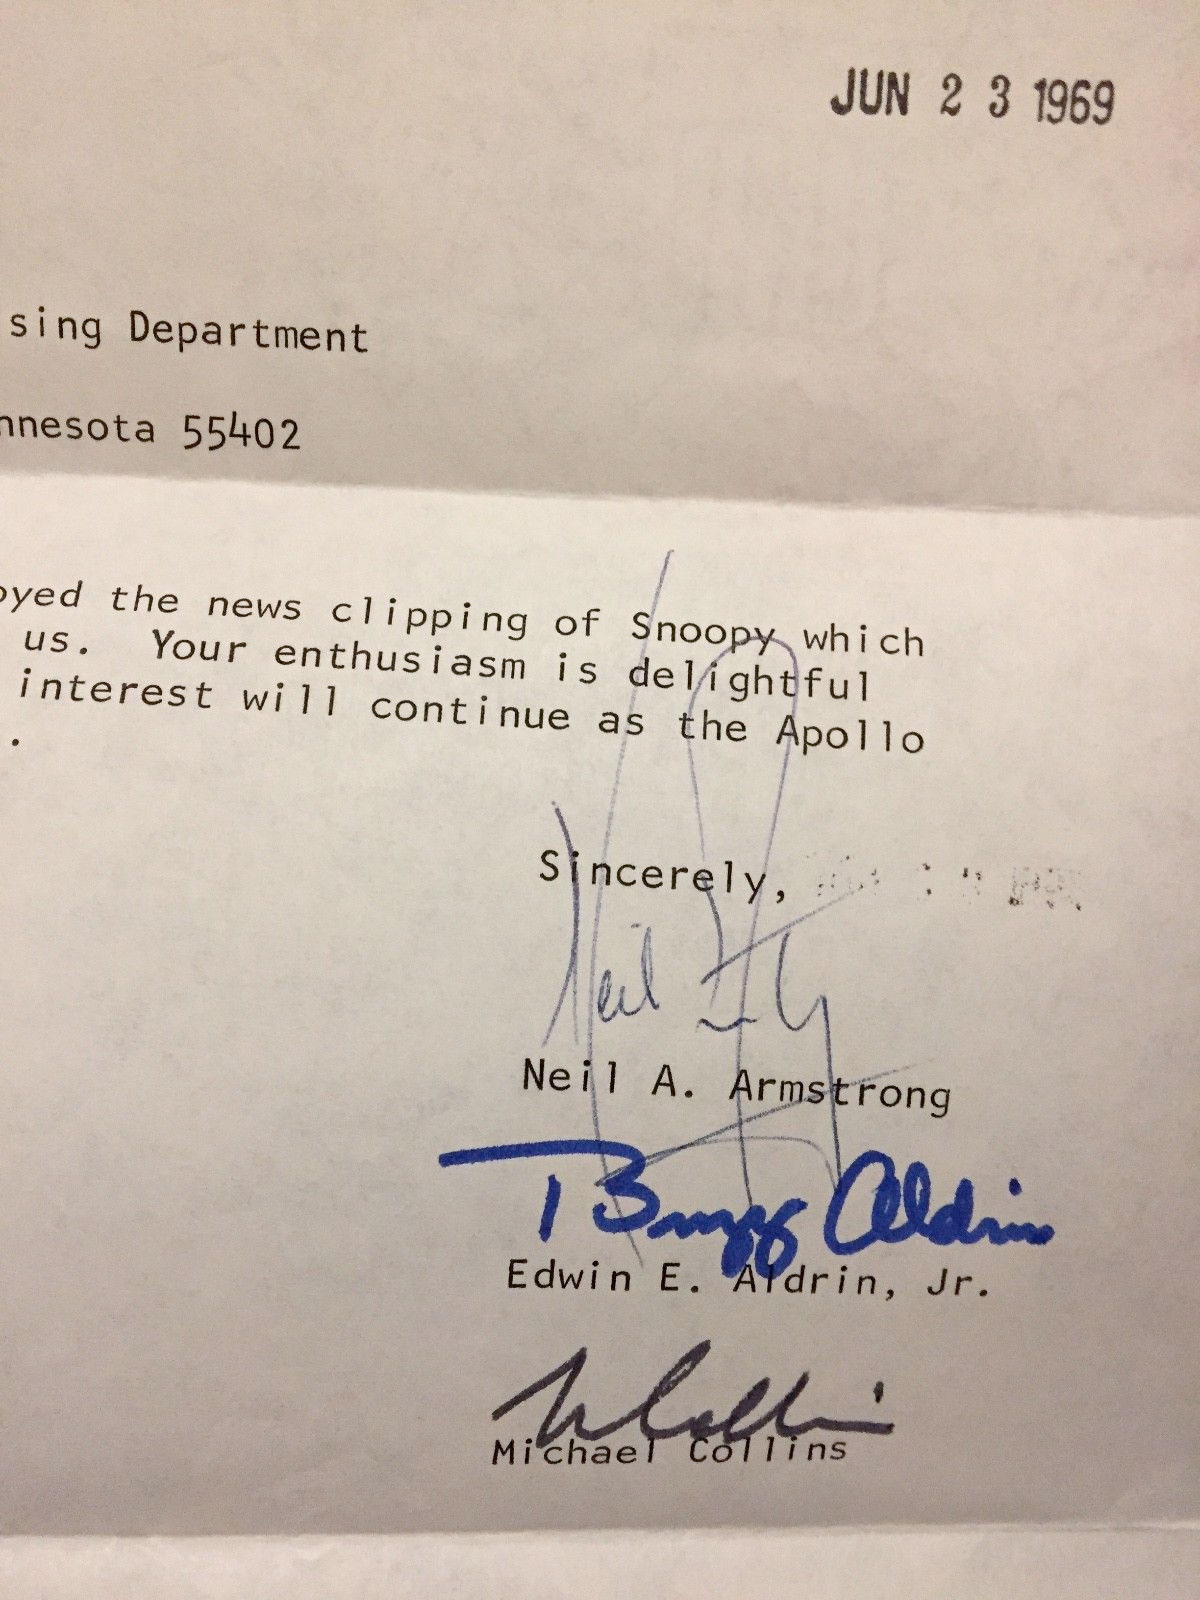 JUN 2 3 1969
sing Department
nnesota 55402
oyed the news clipping of Snoopy which
us. Your enthusiasm is delightful
interest will continue as the Apollo
.
Sincerely,
Neil
Neil A. Armstrong
Buzz Aldrin
Edwin E. Aldrin, Jr.
M Collins
Michael Collins